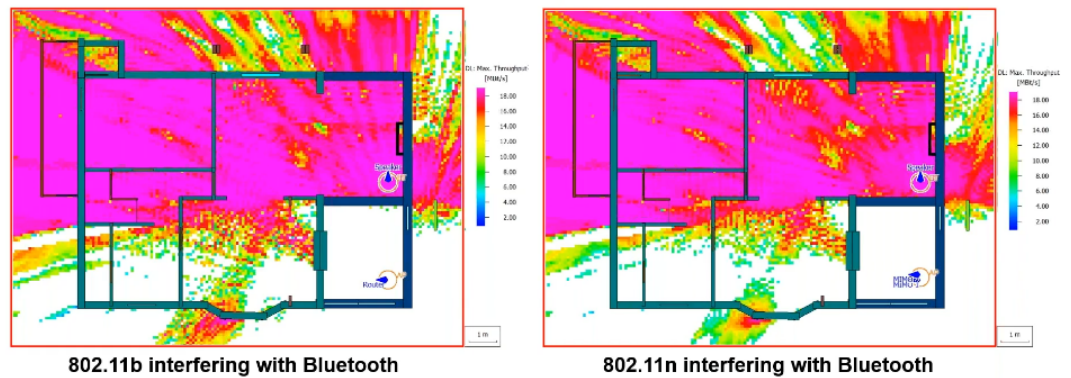 DL: Max. Throughput
[MBit/s]
18.00
16.00
14.00
12.00
10.00
8.00
6.00
4.00
2.00
Speaker
Router
1 m
802.11b interfering with Bluetooth
DL: Max. Throughput
[MBit/s]
18.00
16.00
14.00
12.00
10.00
8.00
6.00
4.00
2.00
Speaker
1 m
802.11n interfering with Bluetooth